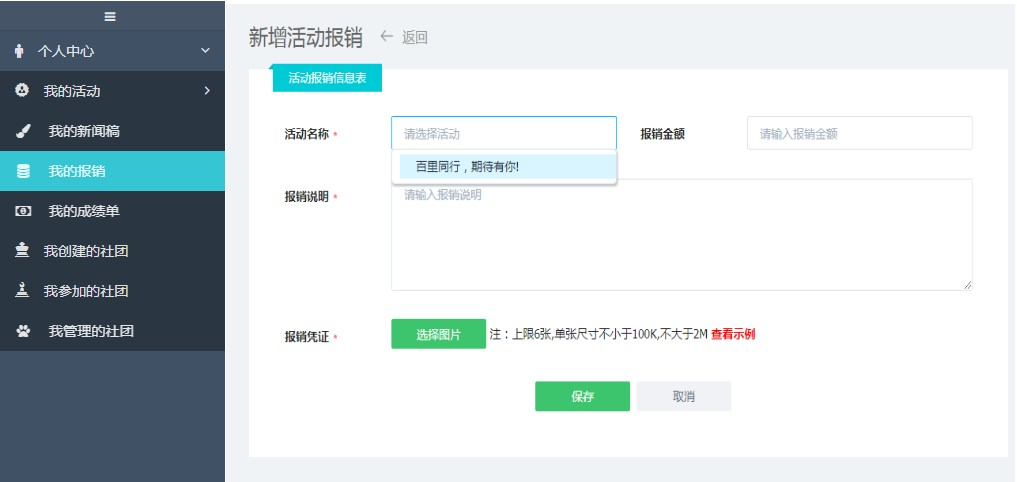 个人中心
我的活动
我的新闻稿
我的报销
我的成绩单
我创建的社团
我参加的社团
我管理的社团
新增活动报销 返回
活动报销信息表
活动名称 * 请选择活动 报销金额 请输入报销金额
百里同行，期待有你!
报销说明 * 请输入报销说明
报销凭证 * 选择图片 注：上限6张,单张尺寸不小于100K,不大于2M 查看示例
保存 取消